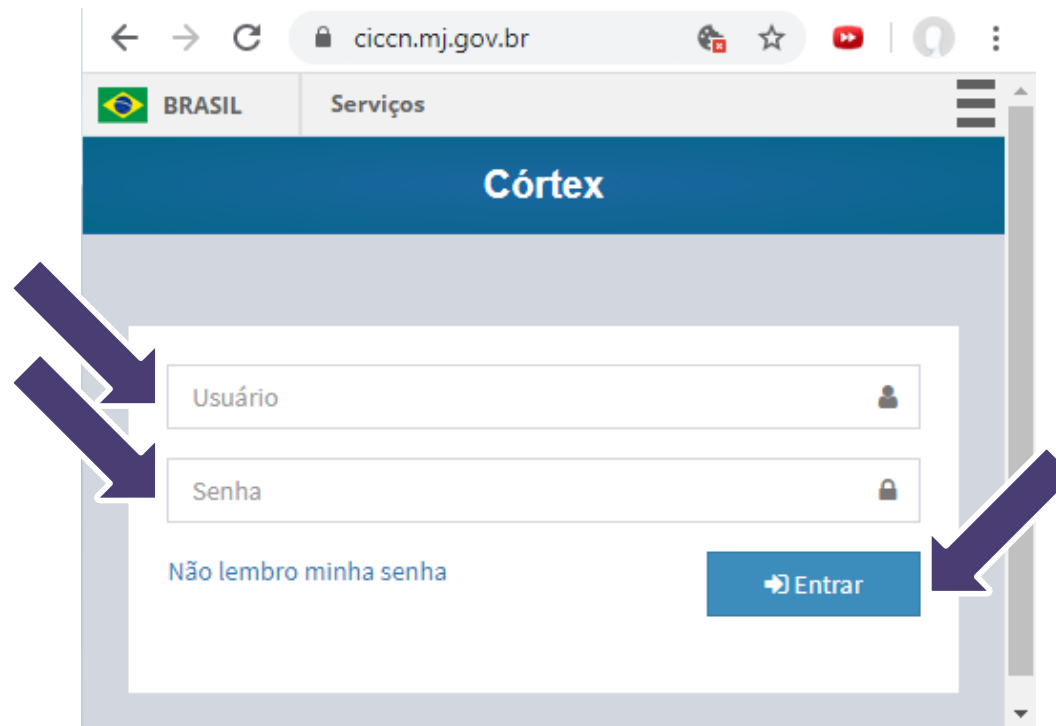 ciccn.mj.gov.br
BRASIL Serviços
Córtex
Usuário
Senha
Não lembro minha senha
Entrar